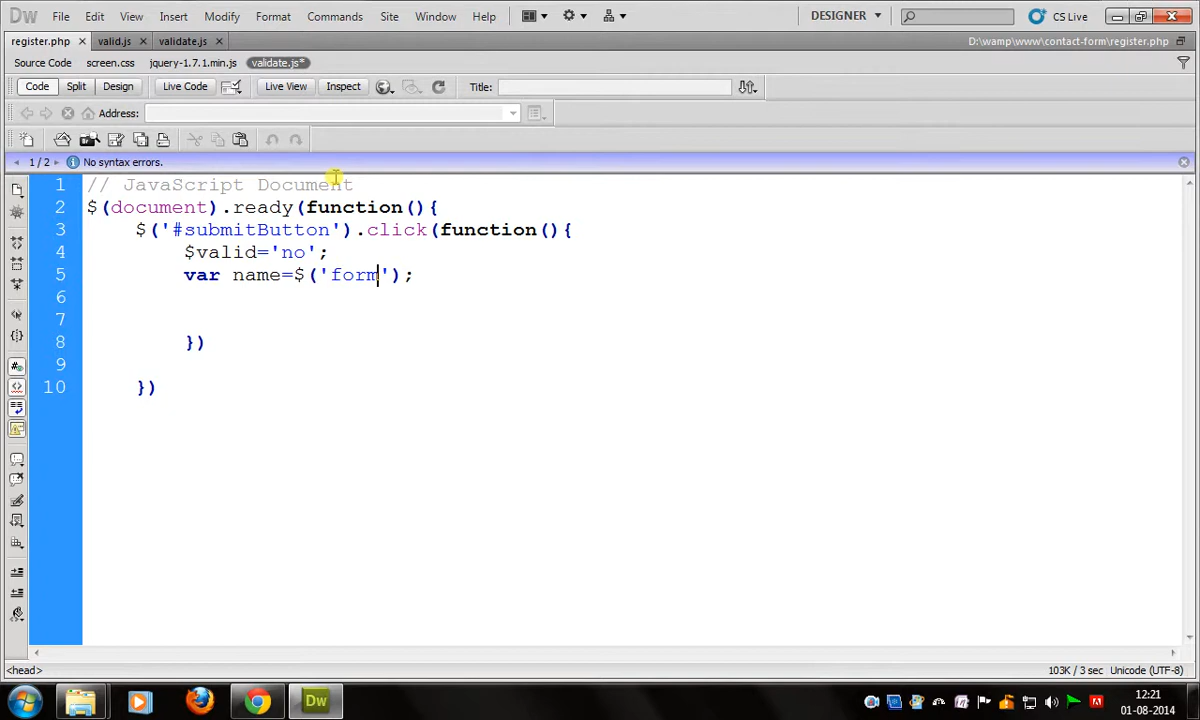 Dw File Edit View Insert Modify Format Commands Site Window Help DESIGNER CS Live
register.php valid.js validate.js D:\wamp\www\contact-form\register.php
Source Code screen.css jquery-1.7.1.min.js validate.js*
Code Split Design Live Code Live View Inspect Title:
Address:
1 / 2 No syntax errors.
1 // JavaScript Document
2 $(document).ready(function(){
3 $('#submitButton').click(function(){
4 $valid='no';
5 var name=$('form');
6
7
8 })
9
10 })
<head> 103K / 3 sec Unicode (UTF-8)
Dw 12:21
01-08-2014